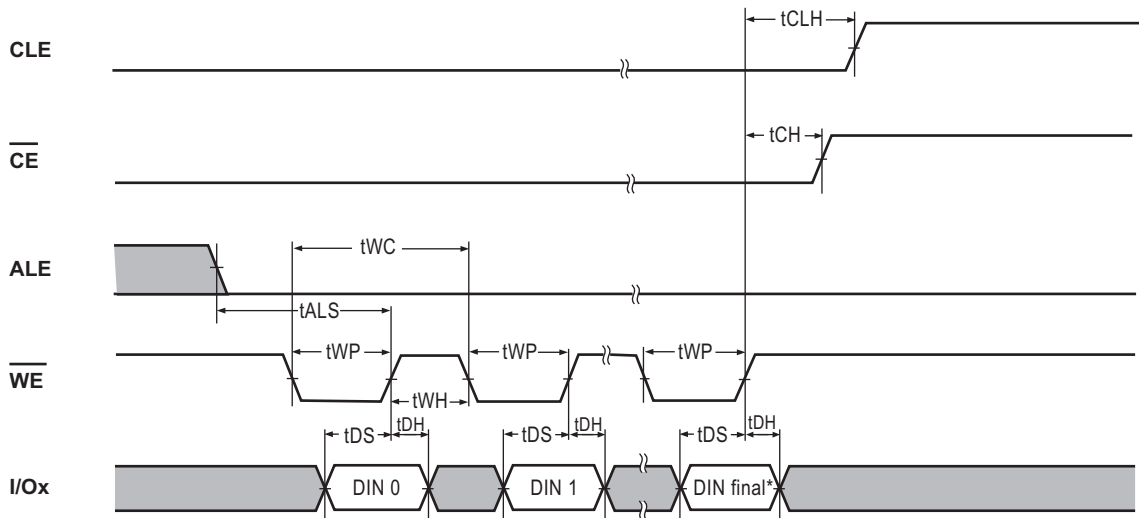 tCLH
CLE
tCH
CE
tWC
ALE
tALS
tWP tWP tWP
WE
tWH
tDS tDH tDS tDH tDS tDH
I/Ox DIN 0 DIN 1 DIN final*